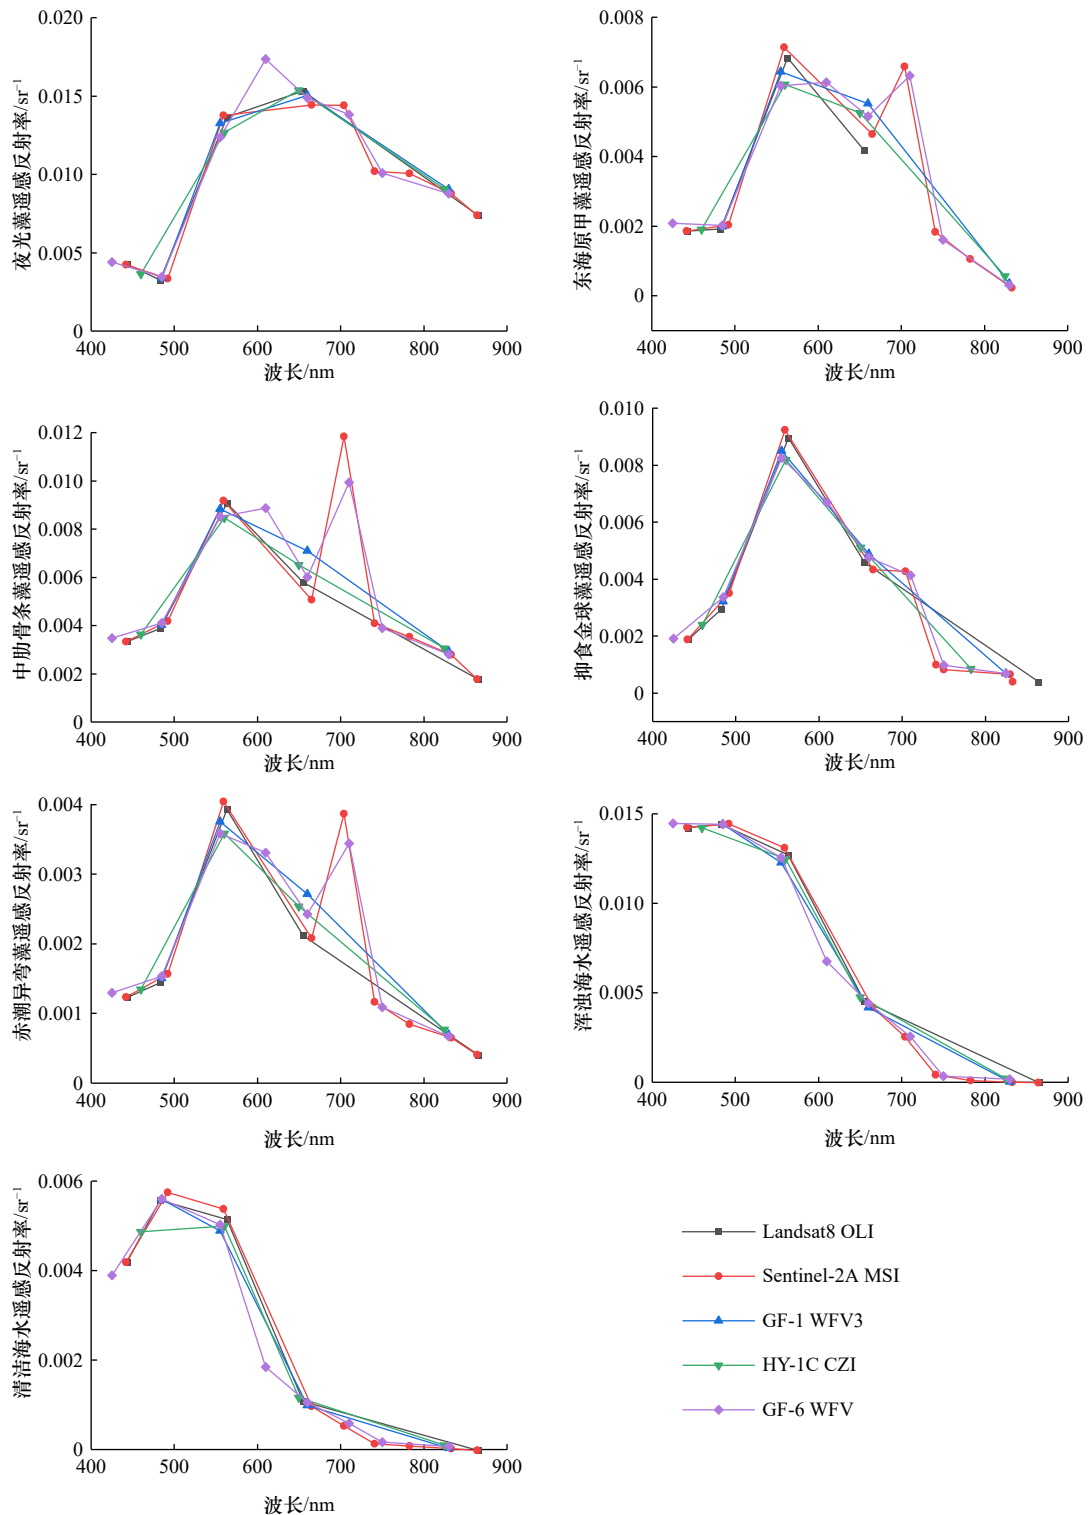 0.020
0.015
0.010
0.005
0
夜光藻遥感反射率/sr⁻¹
400 500 600 700 800 900
波长/nm
0.008
0.006
0.004
0.002
0
东海原甲藻遥感反射率/sr⁻¹
400 500 600 700 800 900
波长/nm
0.012
0.010
0.008
0.006
0.004
0.002
0
中肋骨条藻遥感反射率/sr⁻¹
400 500 600 700 800 900
波长/nm
0.010
0.008
0.006
0.004
0.002
0
抑食金球藻遥感反射率/sr⁻¹
400 500 600 700 800 900
波长/nm
0.004
0.003
0.002
0.001
0
赤潮异弯藻遥感反射率/sr⁻¹
400 500 600 700 800 900
波长/nm
0.015
0.010
0.005
0
浑浊海水遥感反射率/sr⁻¹
400 500 600 700 800 900
波长/nm
0.006
0.004
0.002
0
清洁海水遥感反射率/sr⁻¹
400 500 600 700 800 900
波长/nm
Landsat8 OLI
Sentinel-2A MSI
GF-1 WFV3
HY-1C CZI
GF-6 WFV